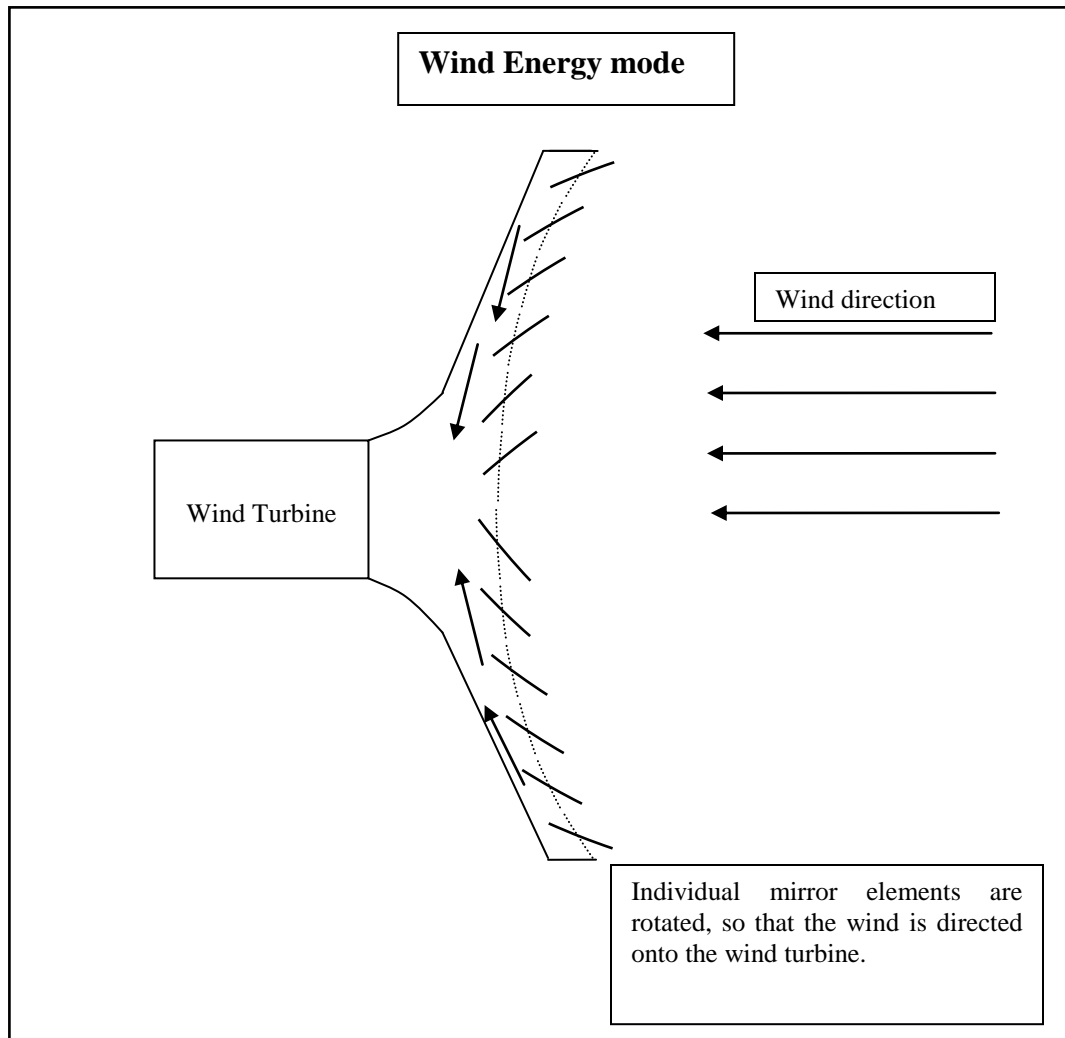 Wind Energy mode
Wind direction
Wind Turbine
Individual mirror elements are
rotated, so that the wind is directed
onto the wind turbine.